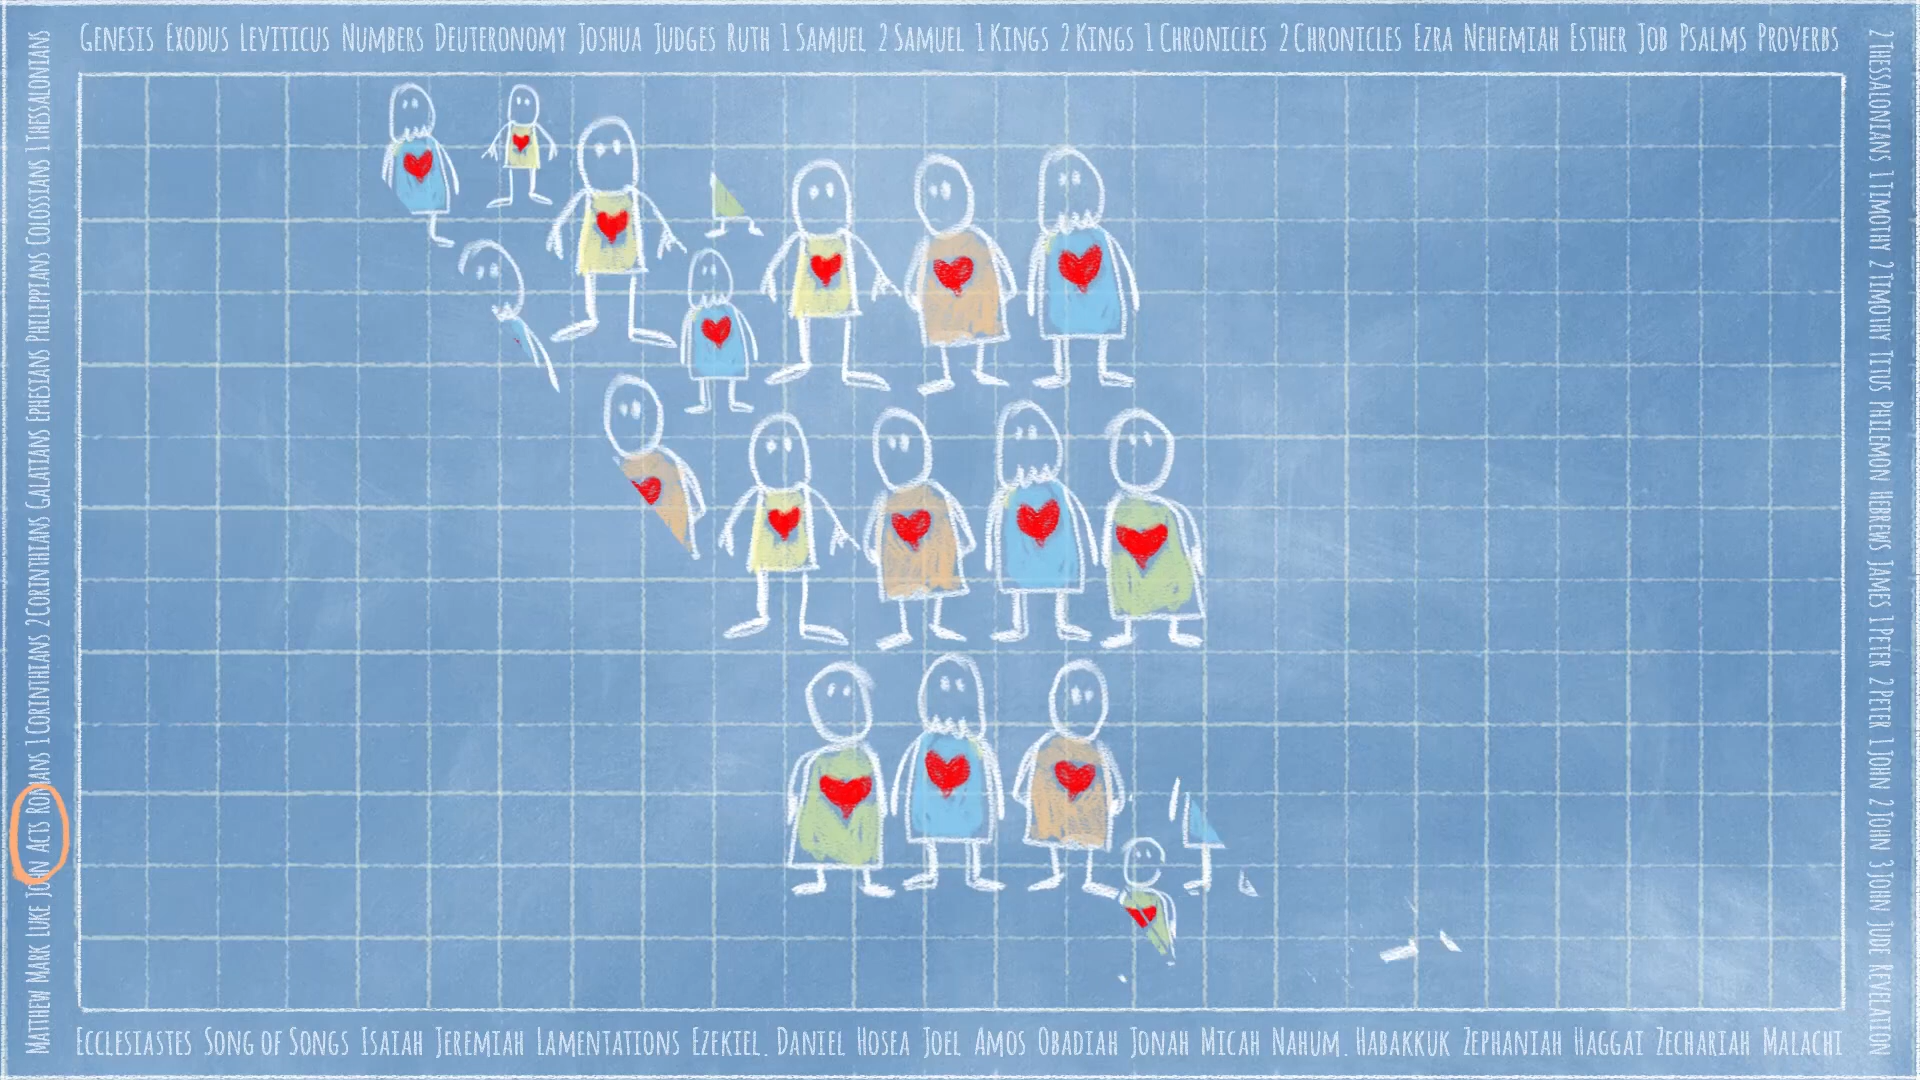 GENESIS EXODUS LEVITICUS NUMBERS DEUTERONOMY JOSHUA JUDGES RUTH 1 SAMUEL 2 SAMUEL 1 KINGS 2 KINGS 1 CHRONICLES 2 CHRONICLES EZRA NEHEMIAH ESTHER JOB PSALMS PROVERBS
MATTHEW MARK LUKE JOHN ACTS ROMANS 1 CORINTHIANS 2 CORINTHIANS GALATIANS EPHESIANS PHILIPPIANS COLOSSIANS 1 THESSALONIANS
2 THESSALONIANS 1 TIMOTHY 2 TIMOTHY TITUS PHILEMON HEBREWS JAMES 1 PETER 2 PETER 1 JOHN 2 JOHN 3 JOHN JUDE REVELATION
ECCLESIASTES SONG OF SONGS ISAIAH JEREMIAH LAMENTATIONS EZEKIEL. DANIEL HOSEA JOEL AMOS OBADIAH JONAH MICAH NAHUM. HABAKKUK ZEPHANIAH HAGGAI ZECHARIAH MALACHI